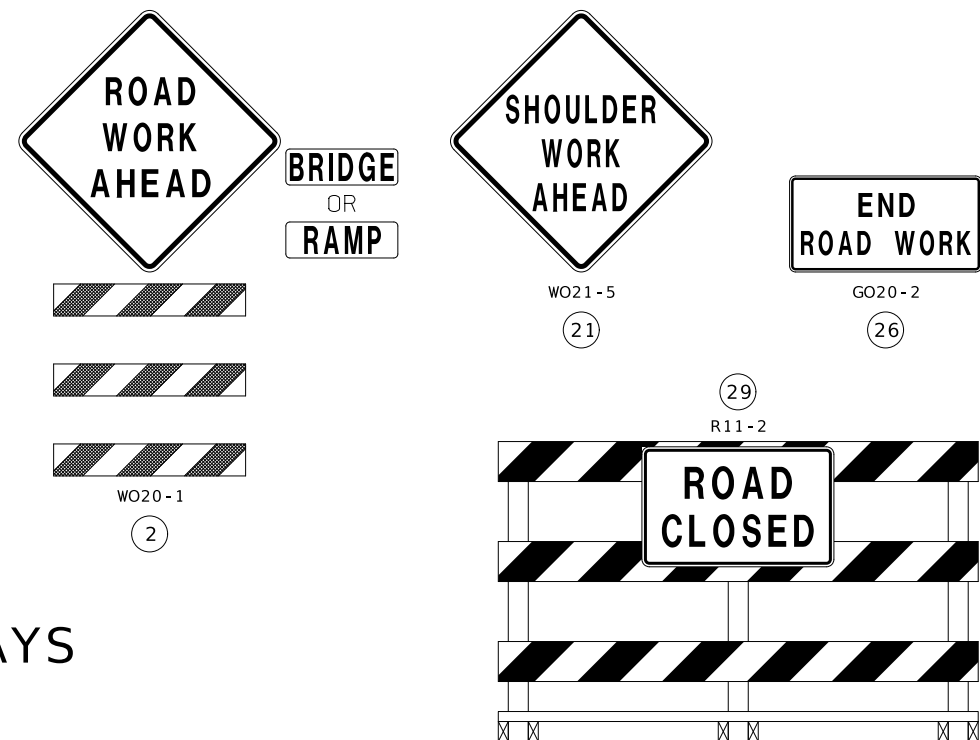 ROAD
WORK
AHEAD
BRIDGE
OR
RAMP
WO20-1
2
SHOULDER
WORK
AHEAD
WO21-5
21
END
ROAD WORK
GO20-2
26
29
R11-2
ROAD
CLOSED
AYS